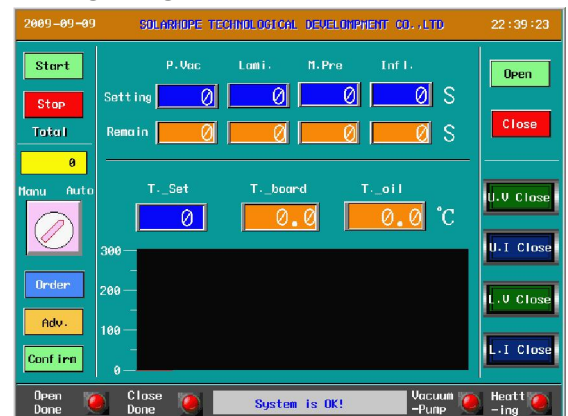 2009-09-09 SOLARHOPE TECHNOLOGICAL DEVELOMPMENT CO.,LTD 22:39:23
Start P.Vac Lami. M.Pre Infl. Open
Setting 0 0 0 0 S
Stop Close
Total Remain 0 0 0 0 S
0
Manu Auto T._Set T._board T._oil U.V Close
0 0.0 0.0 °C
U.I Close
300
Order 200 L.V Close
Adv. 100
Confirm 0 L.I Close
Open Done Close Done System is OK! Vacuum -Pump Heatt -ing